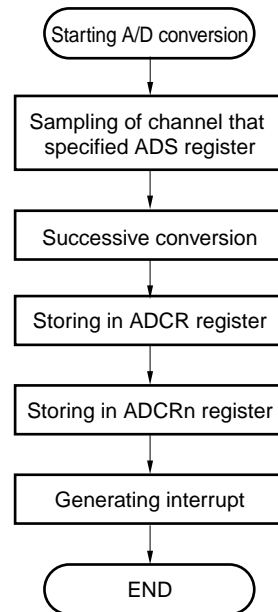 Starting A/D conversion
Sampling of channel that
specified ADS register
Successive conversion
Storing in ADCR register
Storing in ADCRn register
Generating interrupt
END